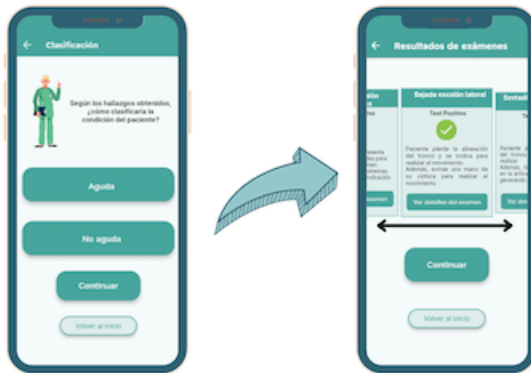 Clasificación
Según los hallazgos obtenidos,
¿cómo clasificaría la
condición del paciente?
Aguda
No aguda
Continuar
Volver al inicio
Resultados de exámenes
Bajada escalón lateral
Test Positivo
Paciente pierde la alineación
del tronco y se inclina para
realizar el movimiento.
Además, extrae una mano de
su cintura para realizar el
movimiento
Ver detalles del examen
Continuar
Volver al inicio